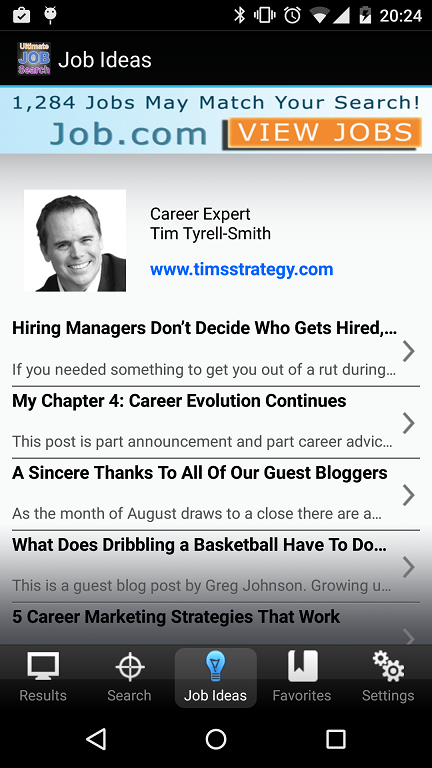 20:24
Ultimate
JOB
Search
Job Ideas
1,284 Jobs May Match Your Search!
Job.com VIEW JOBS
Career Expert
Tim Tyrell-Smith
www.timsstrategy.com
Hiring Managers Don’t Decide Who Gets Hired,...
If you needed something to get you out of a rut during...
My Chapter 4: Career Evolution Continues
This post is part announcement and part career advic...
A Sincere Thanks To All Of Our Guest Bloggers
As the month of August draws to a close there are a...
What Does Dribbling a Basketball Have To Do...
This is a guest blog post by Greg Johnson. Growing u...
5 Career Marketing Strategies That Work
Results Search Job Ideas Favorites Settings